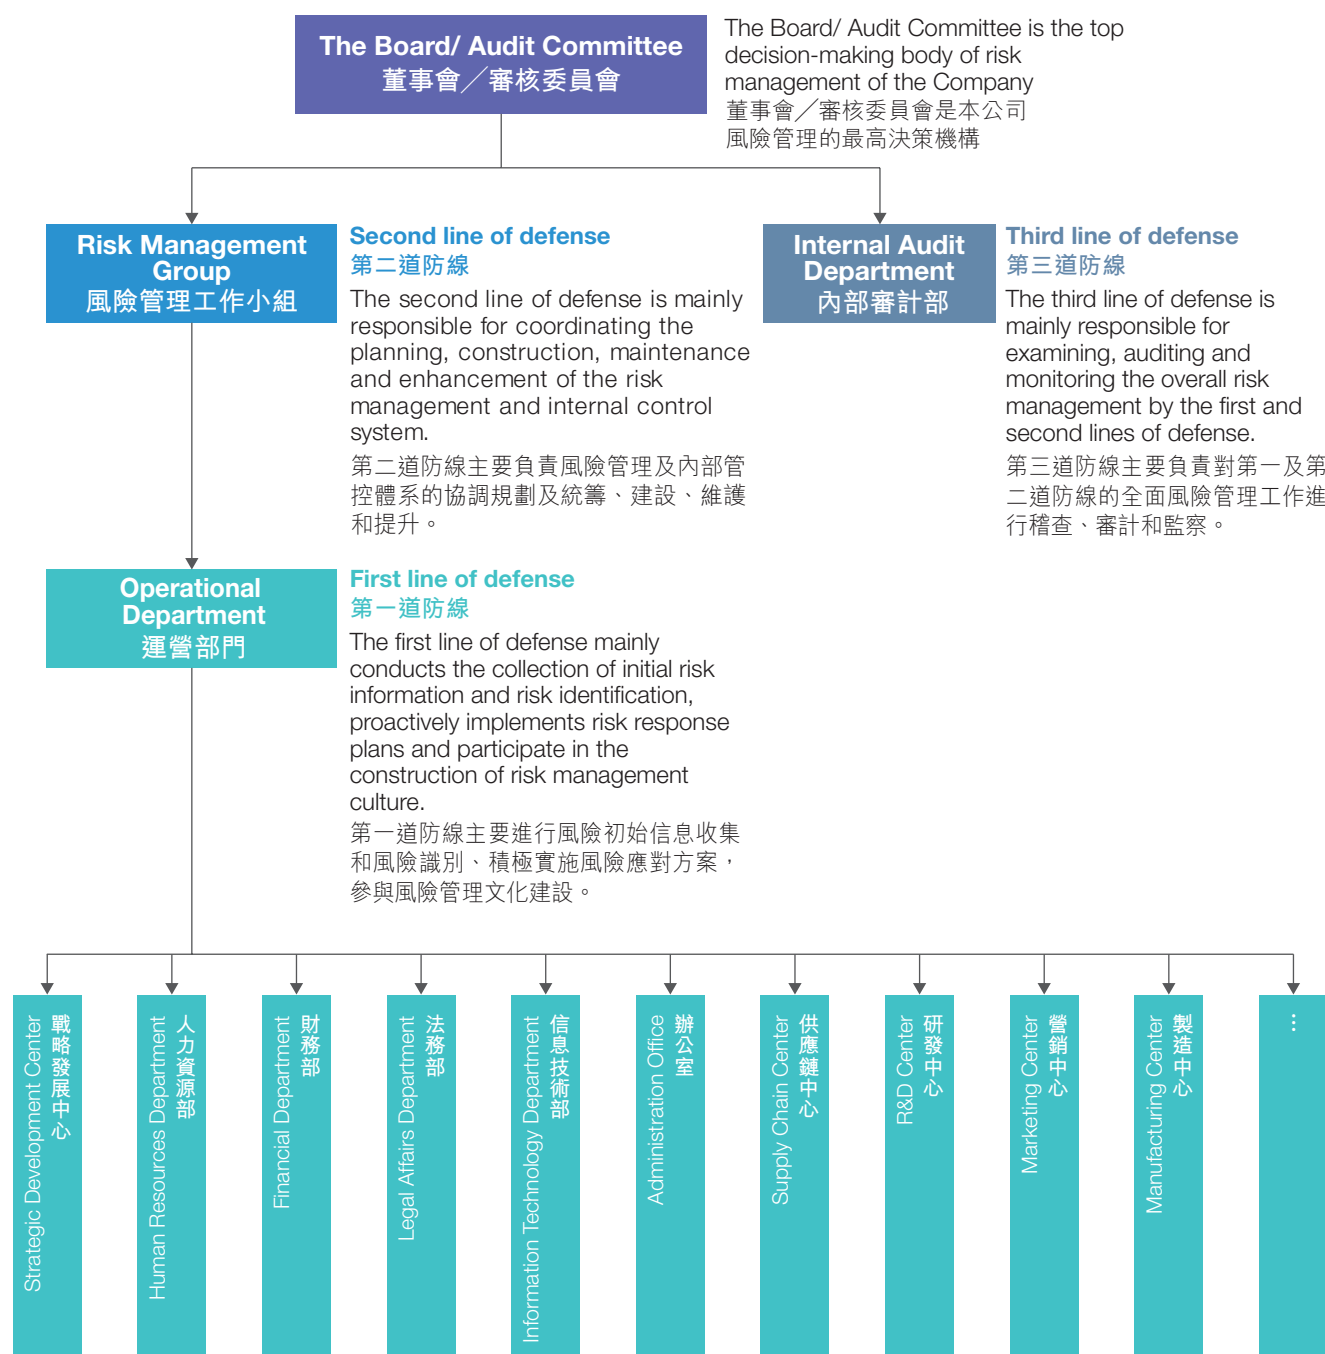 The Board/ Audit Committee
董事會╱審核委員會
The Board/ Audit Committee is the top
decision-making body of risk
management of the Company
董事會╱審核委員會是本公司
風險管理的最高決策機構
Risk Management
Group
風險管理工作小組
Second line of defense
第二道防線
The second line of defense is mainly
responsible for coordinating the
planning, construction, maintenance
and enhancement of the risk
management and internal control
system.
第二道防線主要負責風險管理及內部管
控體系的協調規劃及統籌、建設、維護
和提升。
Internal Audit
Department
內部審計部
Third line of defense
第三道防線
The third line of defense is
mainly responsible for
examining, auditing and
monitoring the overall risk
management by the first and
second lines of defense.
第三道防線主要負責對第一及第
二道防線的全面風險管理工作進
行稽查、審計和監察。
Operational
Department
運營部門
First line of defense
第一道防線
The first line of defense mainly
conducts the collection of initial risk
information and risk identification,
proactively implements risk response
plans and participate in the
construction of risk management
culture.
第一道防線主要進行風險初始信息收集
和風險識別、積極實施風險應對方案，
參與風險管理文化建設。
戰略發展中心
Strategic Development Center
人力資源部
Human Resources Department
財務部
Financial Department
法務部
Legal Affairs Department
信息技術部
Information Technology Department
辦公室
Administration Office
供應鏈中心
Supply Chain Center
研發中心
R&D Center
營銷中心
Marketing Center
製造中心
Manufacturing Center
…